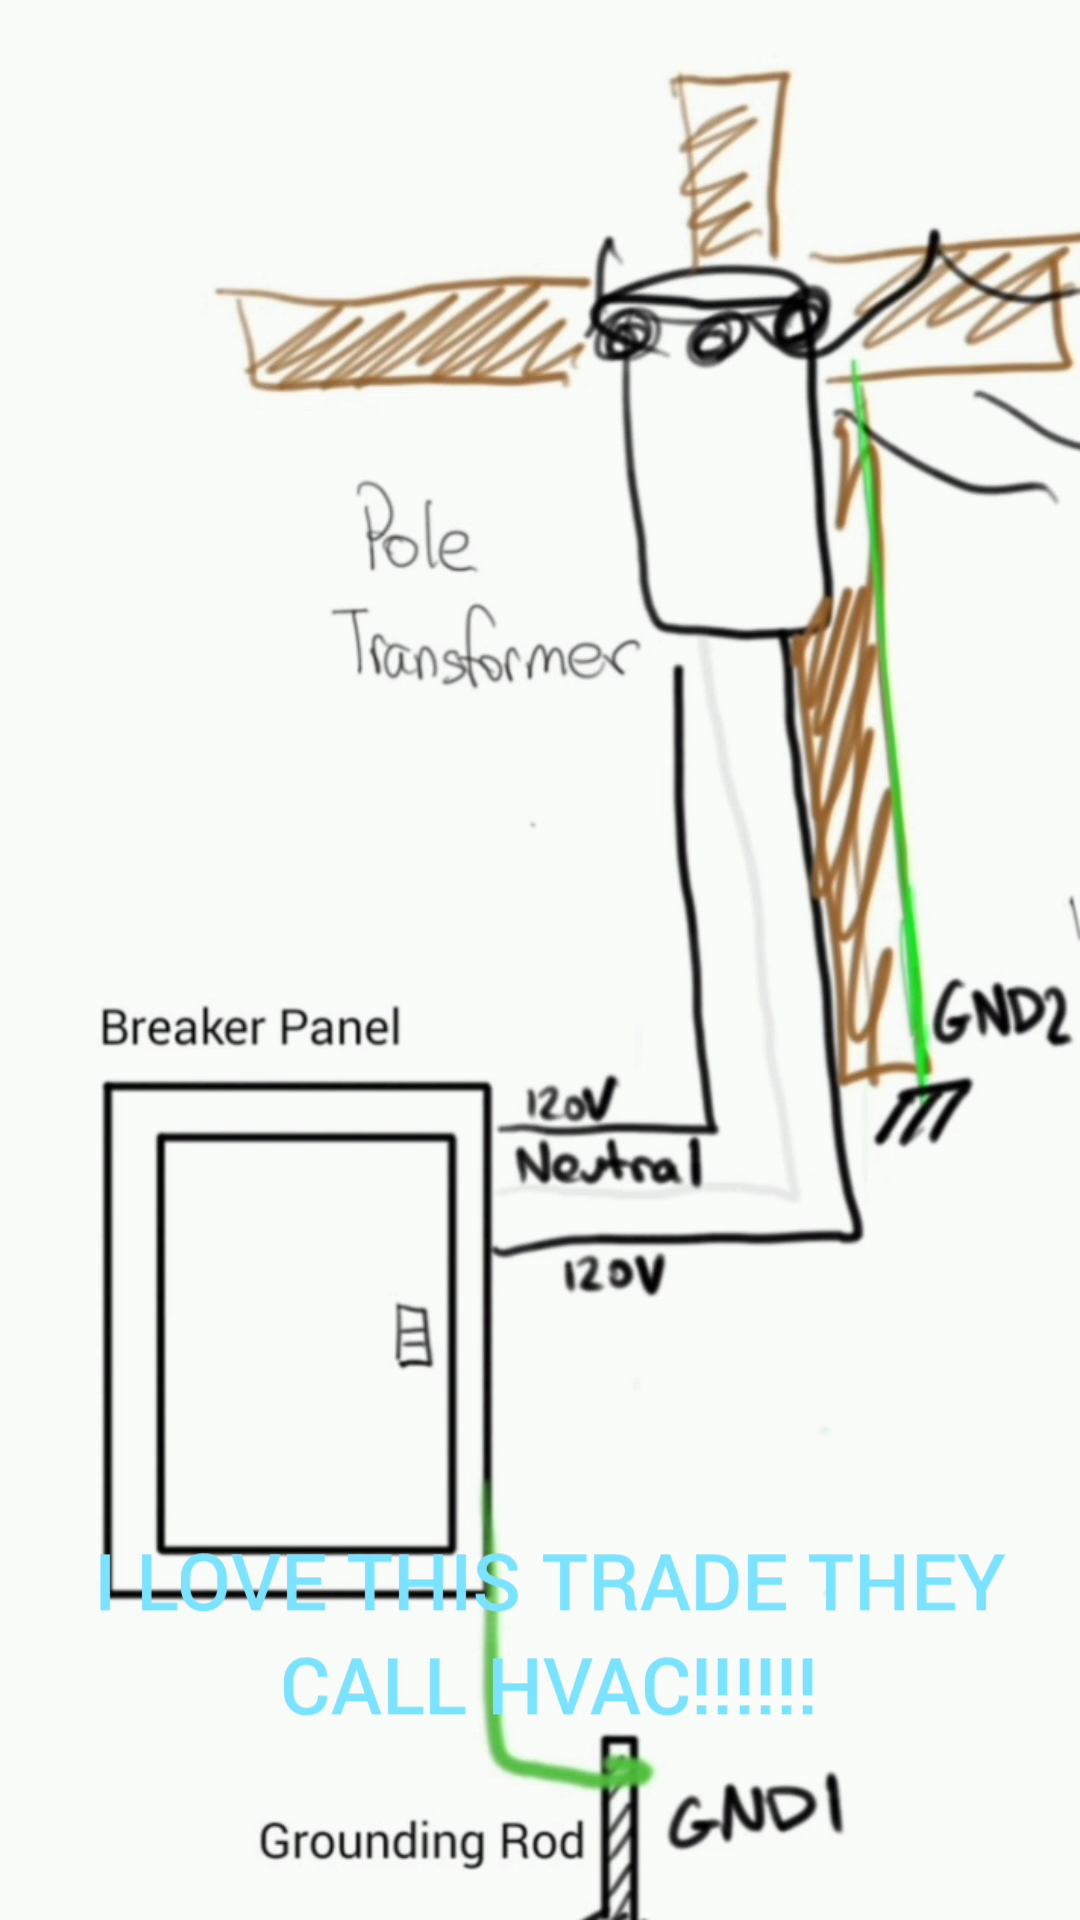 Pole
Transformer
GND2
Breaker Panel
120V
Neutral
120V
I LOVE THIS TRADE THEY
CALL HVAC!!!!!!
GND1
Grounding Rod